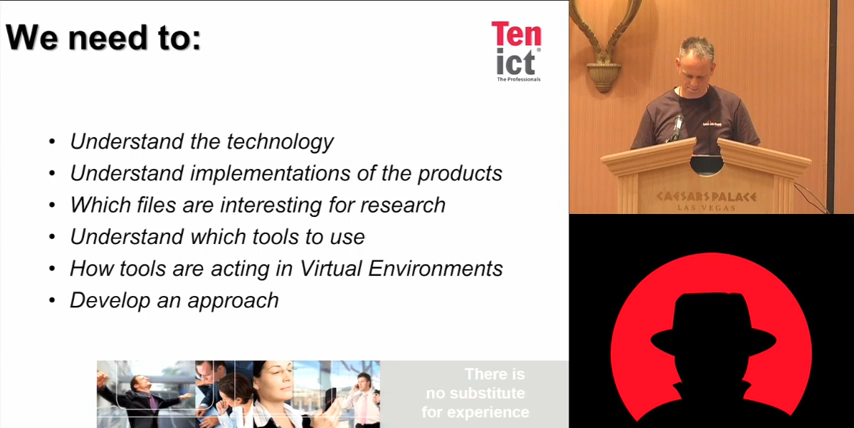 We need to:
Ten
ict
The Professionals
• Understand the technology
• Understand implementations of the products
• Which files are interesting for research
• Understand which tools to use
• How tools are acting in Virtual Environments
• Develop an approach
There is
no substitute
for experience
CAESARS PALACE
LAS VEGAS